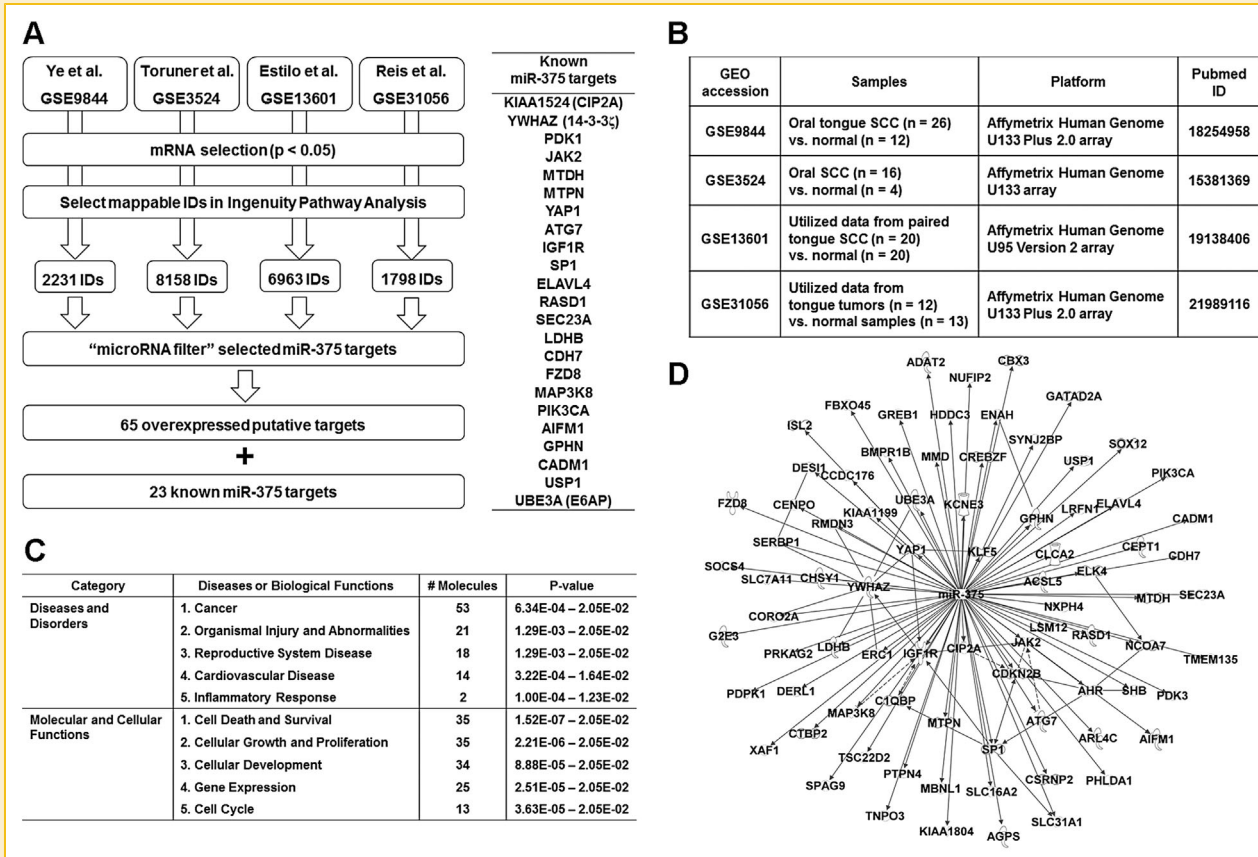 A
Ye et al.
GSE9844
Toruner et al.
GSE3524
Estilo et al.
GSE13601
Reis et al.
GSE31056
mRNA selection (p < 0.05)
Select mappable IDs in Ingenuity Pathway Analysis
2231 IDs
8158 IDs
6963 IDs
1798 IDs
“microRNA filter” selected miR-375 targets
65 overexpressed putative targets
+
23 known miR-375 targets
Known
miR-375 targets
KIAA1524 (CIP2A)
YWHAZ (14-3-3ζ)
PDK1
JAK2
MTDH
MTPN
YAP1
ATG7
IGF1R
SP1
ELAVL4
RASD1
SEC23A
LDHB
CDH7
FZD8
MAP3K8
PIK3CA
AIFM1
GPHN
CADM1
USP1
UBE3A (E6AP)
B
GEO accession Samples Platform Pubmed ID
GSE9844 Oral tongue SCC (n = 26) Affymetrix Human Genome 18254958
vs. normal (n = 12) U133 Plus 2.0 array
GSE3524 Oral SCC (n = 16) Affymetrix Human Genome 15381369
vs. normal (n = 4) U133 array
GSE13601 Utilized data from paired Affymetrix Human Genome 19138406
tongue SCC (n = 20) U95 Version 2 array
vs. normal (n = 20)
GSE31056 Utilized data from Affymetrix Human Genome 21989116
tongue tumors (n = 12) U133 Plus 2.0 array
vs. normal samples (n = 13)
C
Category Diseases or Biological Functions # Molecules P-value
Diseases and 1. Cancer 53 6.34E-04 – 2.05E-02
Disorders
2. Organismal Injury and Abnormalities 21 1.29E-03 – 2.05E-02
3. Reproductive System Disease 18 1.29E-03 – 2.05E-02
4. Cardiovascular Disease 14 3.22E-04 – 1.64E-02
5. Inflammatory Response 2 1.00E-04 – 1.23E-02
Molecular and Cellular 1. Cell Death and Survival 35 1.52E-07 – 2.05E-02
Functions
2. Cellular Growth and Proliferation 35 2.21E-06 – 2.05E-02
3. Cellular Development 34 8.88E-05 – 2.05E-02
4. Gene Expression 25 2.51E-05 – 2.05E-02
5. Cell Cycle 13 3.63E-05 – 2.05E-02
D
ADAT2
CBX3
NUFIP2
GATAD2A
FBXO45
GREB1
HDDC3
ENAH
ISL2
SYNJ2BP
SOX12
BMPR1B
MMD
CREBZF
USP1
DESI1
CCDC176
PIK3CA
FZD8
CENPO
UBE3A
KCNE3
LRFN1
ELAVL4
KIAA1199
GPHN
CADM1
RMDN3
SERBP1
YAP1
KLF5
CLCA2
CEPT1
CDH7
SOCS4
SLC7A11
CHSY1
YWHAZ
ACSL5
ELK4
miR-375
MTDH
SEC23A
NXPH4
CORO2A
LSM12
RASD1
G2E3
PRKAG2
LDHB
ERC1
IGF1R
CIP2A
JAK2
NCOA7
TMEM135
CDKN2B
PDPK1
DERL1
C1QBP
AHR
SHB
PDK3
MAP3K8
MTPN
ATG7
CTBP2
ARL4C
AIFM1
XAF1
TSC22D2
SP1
SPAG9
PTPN4
MBNL1
SLC16A2
CSRNP2
PHLDA1
TNPO3
KIAA1804
AGPS
SLC31A1